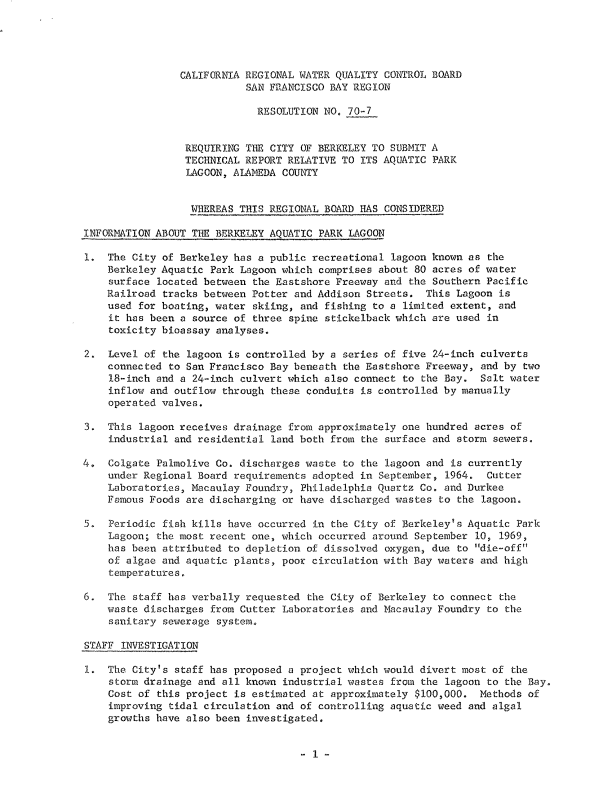 CALIFORNIA REGIONAL WATER QUALITY CONTROL BOARD
SAN FRANCISCO BAY REGION
RESOLUTION NO. 70-7
REQUIRING THE CITY OF BERKELEY TO SUBMIT A
TECHNICAL REPORT RELATIVE TO ITS AQUATIC PARK
LAGOON, ALAMEDA COUNTY
WHEREAS THIS REGIONAL BOARD HAS CONSIDERED
INFORMATION ABOUT THE BERKELEY AQUATIC PARK LAGOON
1. The City of Berkeley has a public recreational lagoon known as the
Berkeley Aquatic Park Lagoon which comprises about 80 acres of water
surface located between the Eastshore Freeway and the Southern Pacific
Railroad tracks between Potter and Addison Streets. This Lagoon is
used for boating, water skiing, and fishing to a limited extent, and
it has been a source of three spine stickelback which are used in
toxicity bioassay analyses.
2. Level of the lagoon is controlled by a series of five 24-inch culverts
connected to San Francisco Bay beneath the Eastshore Freeway, and by two
18-inch and a 24-inch culvert which also connect to the Bay. Salt water
inflow and outflow through these conduits is controlled by manually
operated valves.
3. This lagoon receives drainage from approximately one hundred acres of
industrial and residential land both from the surface and storm sewers.
4. Colgate Palmolive Co. discharges waste to the lagoon and is currently
under Regional Board requirements adopted in September, 1964. Cutter
Laboratories, Macaulay Foundry, Philadelphia Quartz Co. and Durkee
Famous Foods are discharging or have discharged wastes to the lagoon.
5. Periodic fish kills have occurred in the City of Berkeley's Aquatic Park
Lagoon; the most recent one, which occurred around September 10, 1969,
has been attributed to depletion of dissolved oxygen, due to "die-off"
of algae and aquatic plants, poor circulation with Bay waters and high
temperatures.
6. The staff has verbally requested the City of Berkeley to connect the
waste discharges from Cutter Laboratories and Macaulay Foundry to the
sanitary sewerage system.
STAFF INVESTIGATION
1. The City's staff has proposed a project which would divert most of the
storm drainage and all known industrial wastes from the lagoon to the Bay.
Cost of this project is estimated at approximately $100,000. Methods of
improving tidal circulation and of controlling aquatic weed and algal
growths have also been investigated.
- 1 -